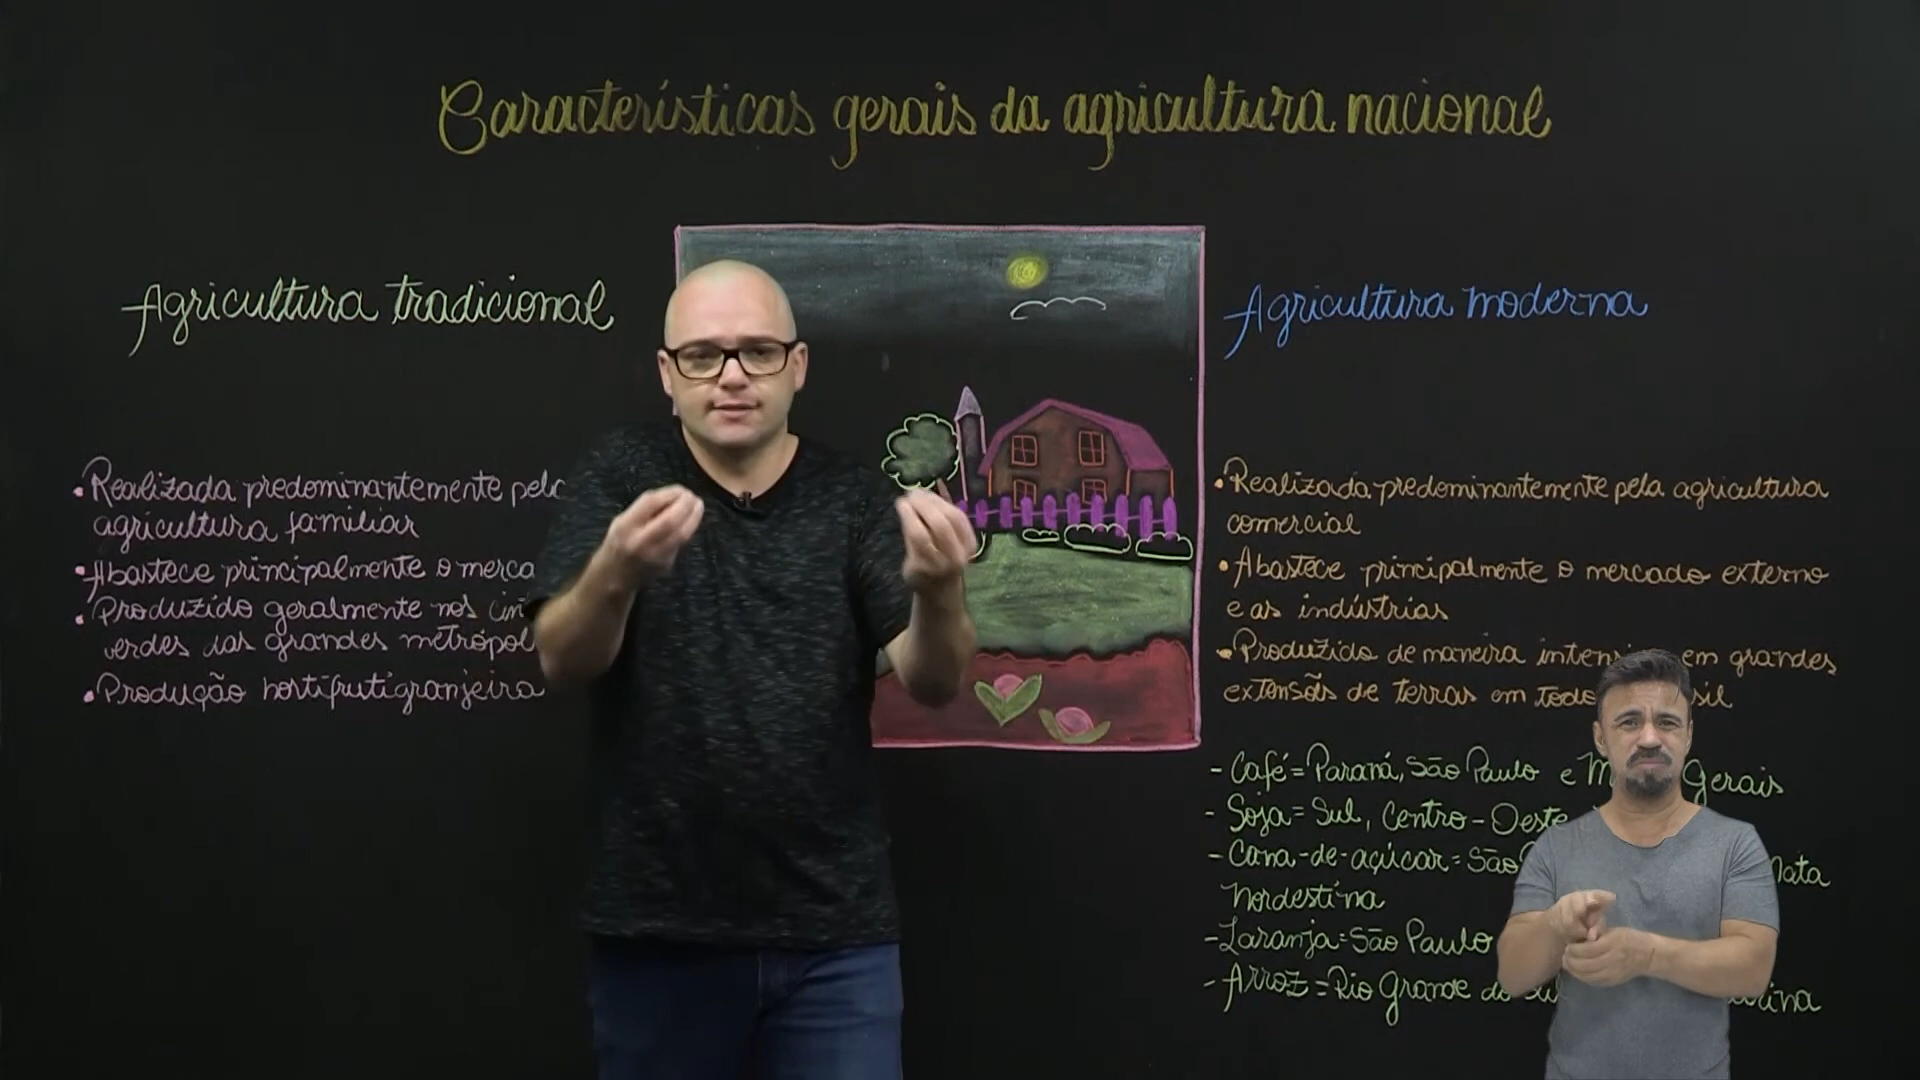 Características gerais da agricultura nacional
Agricultura tradicional
• Realizada predominantemente pela
agricultura familiar
• Abastece principalmente o
• Produzido geralmente nos
verdes das grandes
• Produção hortifrutigranjeira
Agricultura moderna
• Realizada predominantemente pela agricultura
comercial
• Abastece principalmente o mercado externo
e as indústrias
• Produzido de maneira em grandes
extensões de terras em
- Café = Paraná, São Paulo e Gerais
- Soja = Sul, Centro-Oeste
- Cana-de-açúcar = São Mata
Nordestina
- Laranja = São Paulo
- Arroz = Rio Grande do